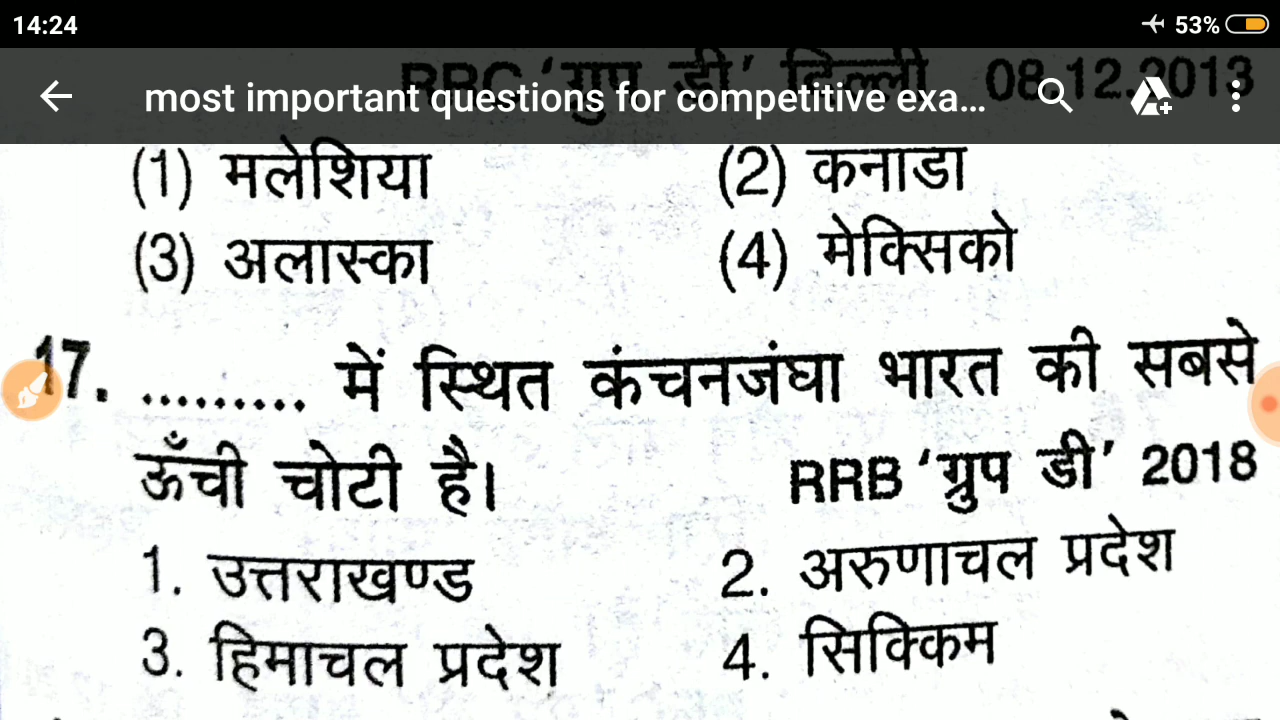 14:24 53%
RRC ‘ग्रुप डी’ दिल्ली 08.12.2013
most important questions for competitive exa...
(1) मलेशिया (2) कनाडा
(3) अलास्का (4) मेक्सिको
17. ......... में स्थित कंचनजंघा भारत की सबसे
ऊँची चोटी है। RRB ‘ग्रुप डी’ 2018
1. उत्तराखण्ड 2. अरुणाचल प्रदेश
3. हिमाचल प्रदेश 4. सिक्किम